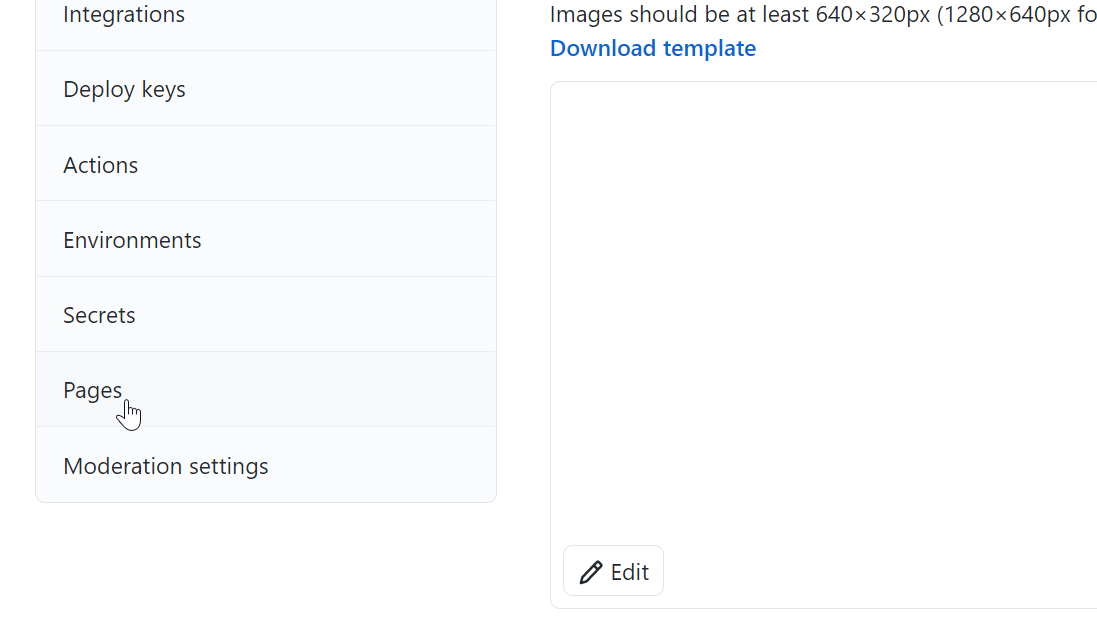 Integrations
Deploy keys
Actions
Environments
Secrets
Pages
Moderation settings
Images should be at least 640×320px (1280×640px fo
Download template
Edit